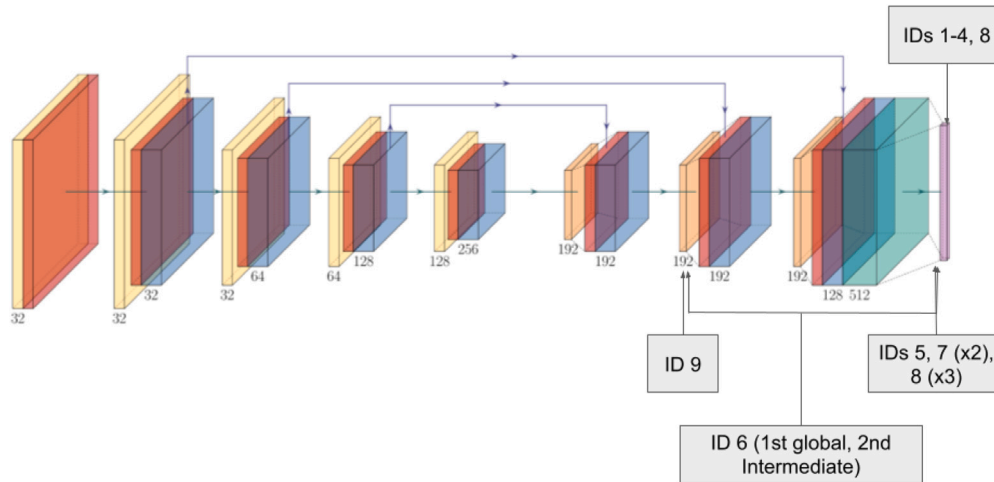 IDs 1-4, 8
32
32
32
32
64
64
128
128
256
192
192
192
192
192
128
512
ID 9
IDs 5, 7 (x2),
8 (x3)
ID 6 (1st global, 2nd
Intermediate)